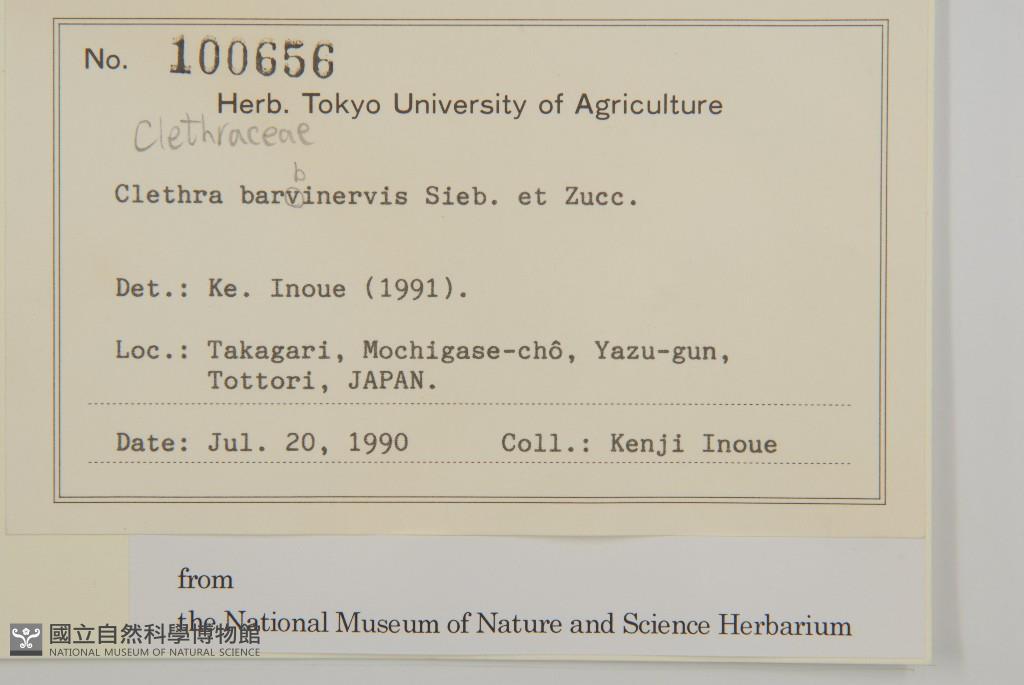 No. 100656
Herb. Tokyo University of Agriculture
Clethraceae
b
Clethra barvinervis Sieb. et Zucc.
Det.: Ke. Inoue (1991).
Loc.: Takagari, Mochigase-chô, Yazu-gun,
Tottori, JAPAN.
Date: Jul. 20, 1990 Coll.: Kenji Inoue
from
the National Museum of Nature and Science Herbarium
國立自然科學博物館
NATIONAL MUSEUM OF NATURAL SCIENCE